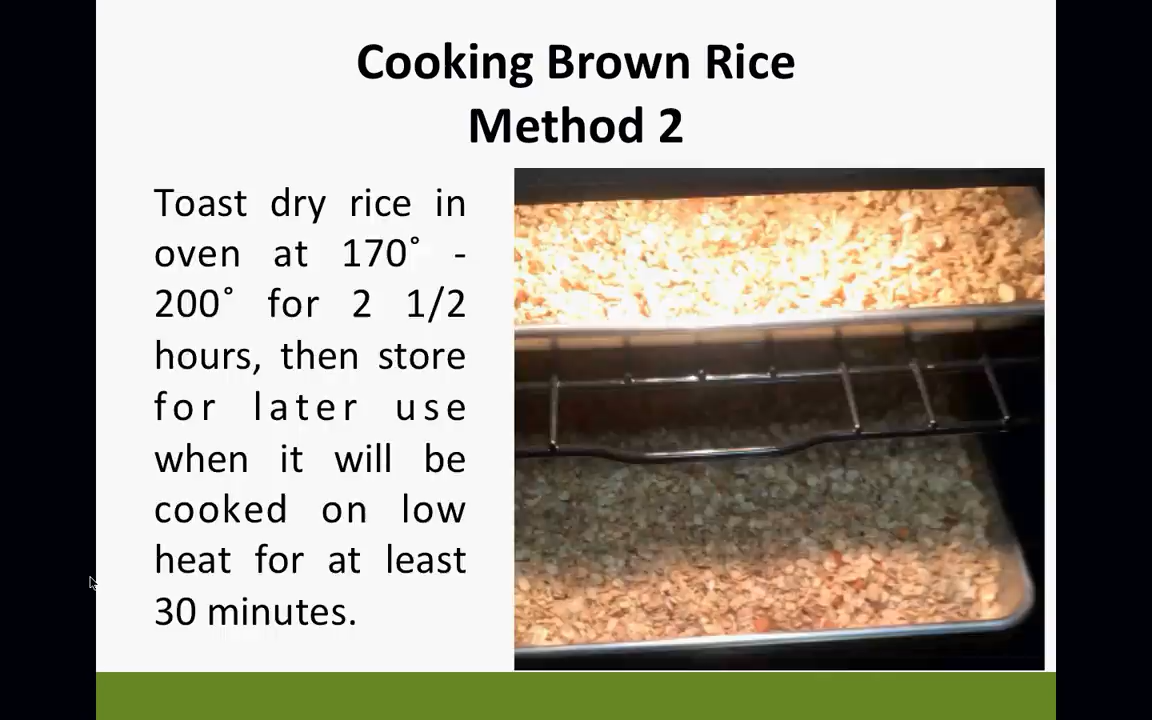 Cooking Brown Rice
Method 2
Toast dry rice in
oven at 170˚ -
200˚ for 2 1/2
hours, then store
for later use
when it will be
cooked on low
heat for at least
30 minutes.